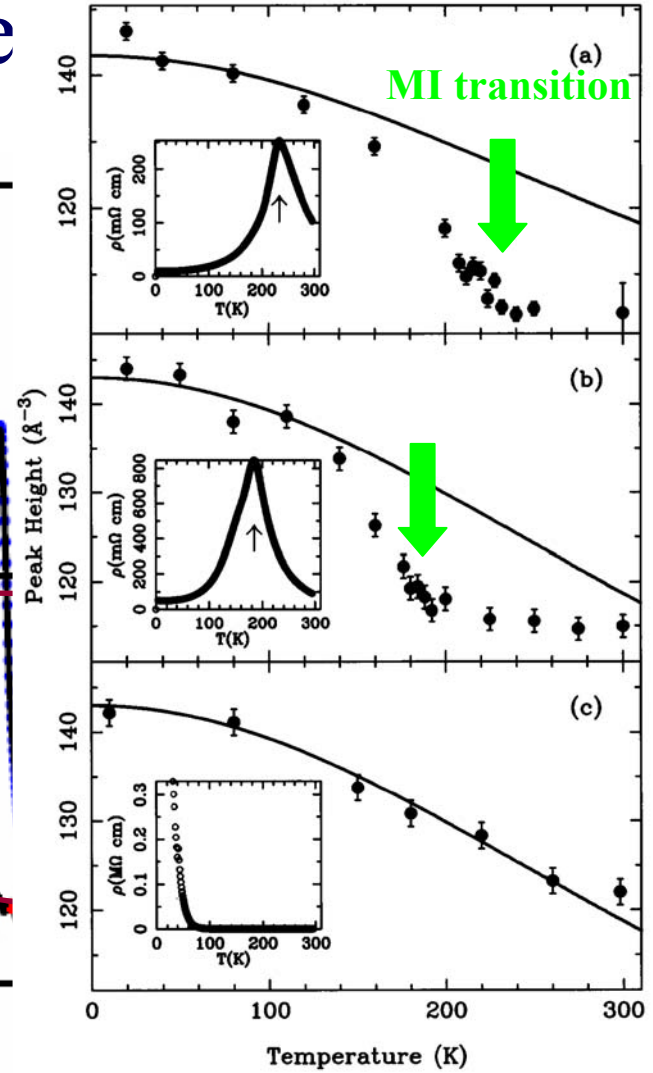 e
(a)
MI transition
140
120
ρ(mΩ cm)
0 100 200
0 100 200 300
T(K)
(b)
140
130
120
Peak Height (Å⁻³)
ρ(mΩ cm)
0 200 400 600 800
0 100 200 300
T(K)
(c)
140
130
120
ρ(MΩ cm)
0 0.1 0.2 0.3
0 100 200 300
T(K)
0 100 200 300
Temperature (K)